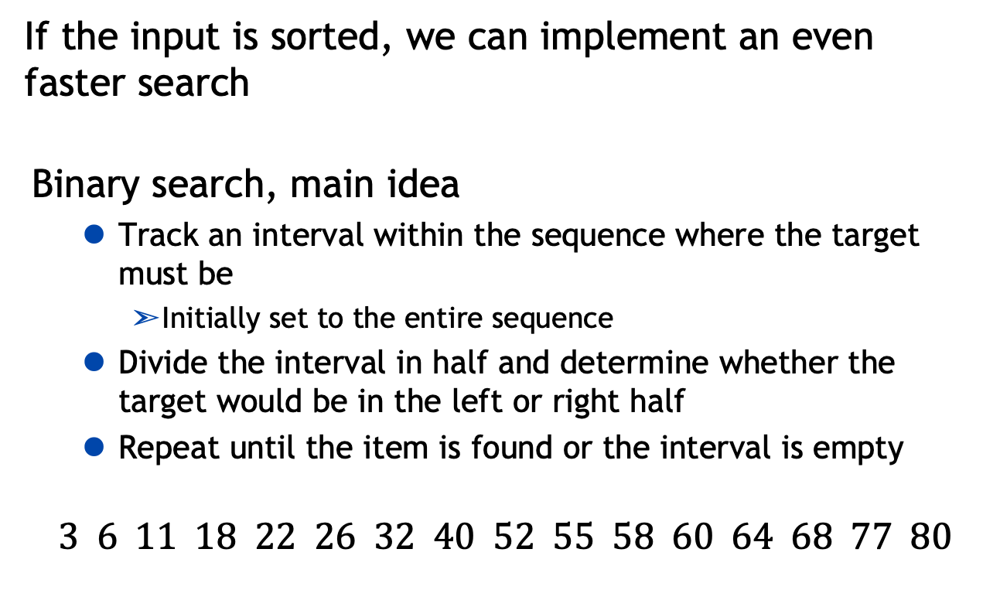 If the input is sorted, we can implement an even
faster search
Binary search, main idea
● Track an interval within the sequence where the target
must be
➢Initially set to the entire sequence
● Divide the interval in half and determine whether the
target would be in the left or right half
● Repeat until the item is found or the interval is empty
3 6 11 18 22 26 32 40 52 55 58 60 64 68 77 80